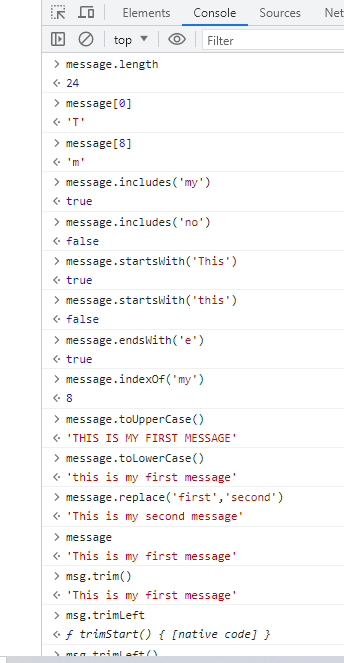 Elements Console Sources Net
top Filter
message.length
24
message[0]
'T'
message[8]
'm'
message.includes('my')
true
message.includes('no')
false
message.startsWith('This')
true
message.startsWith('this')
false
message.endsWith('e')
true
message.indexOf('my')
8
message.toUpperCase()
'THIS IS MY FIRST MESSAGE'
message.toLowerCase()
'this is my first message'
message.replace('first','second')
'This is my second message'
message
'This is my first message'
msg.trim()
'This is my first message'
msg.trimLeft
ƒ trimStart() { [native code] }
msg.trimLeft()